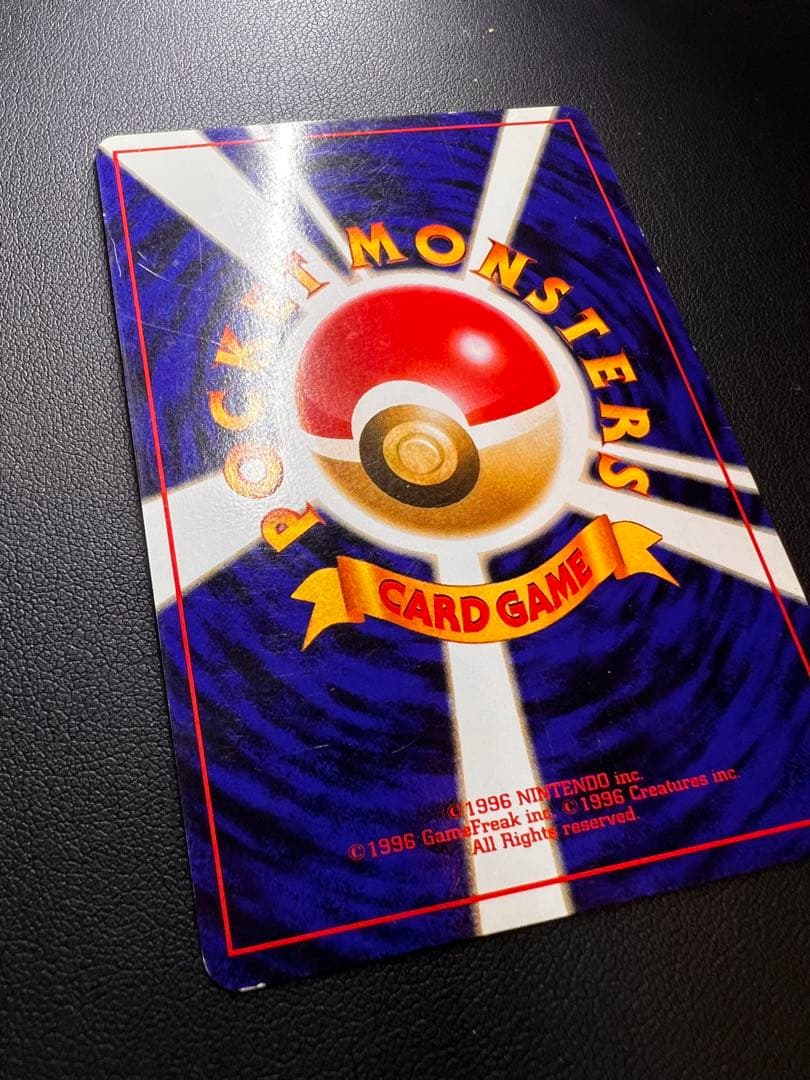 POCKET MONSTERS
CARD GAME
©1996 NINTENDO inc.
©1996 GameFreak inc. ©1996 Creatures inc.
All Rights reserved.